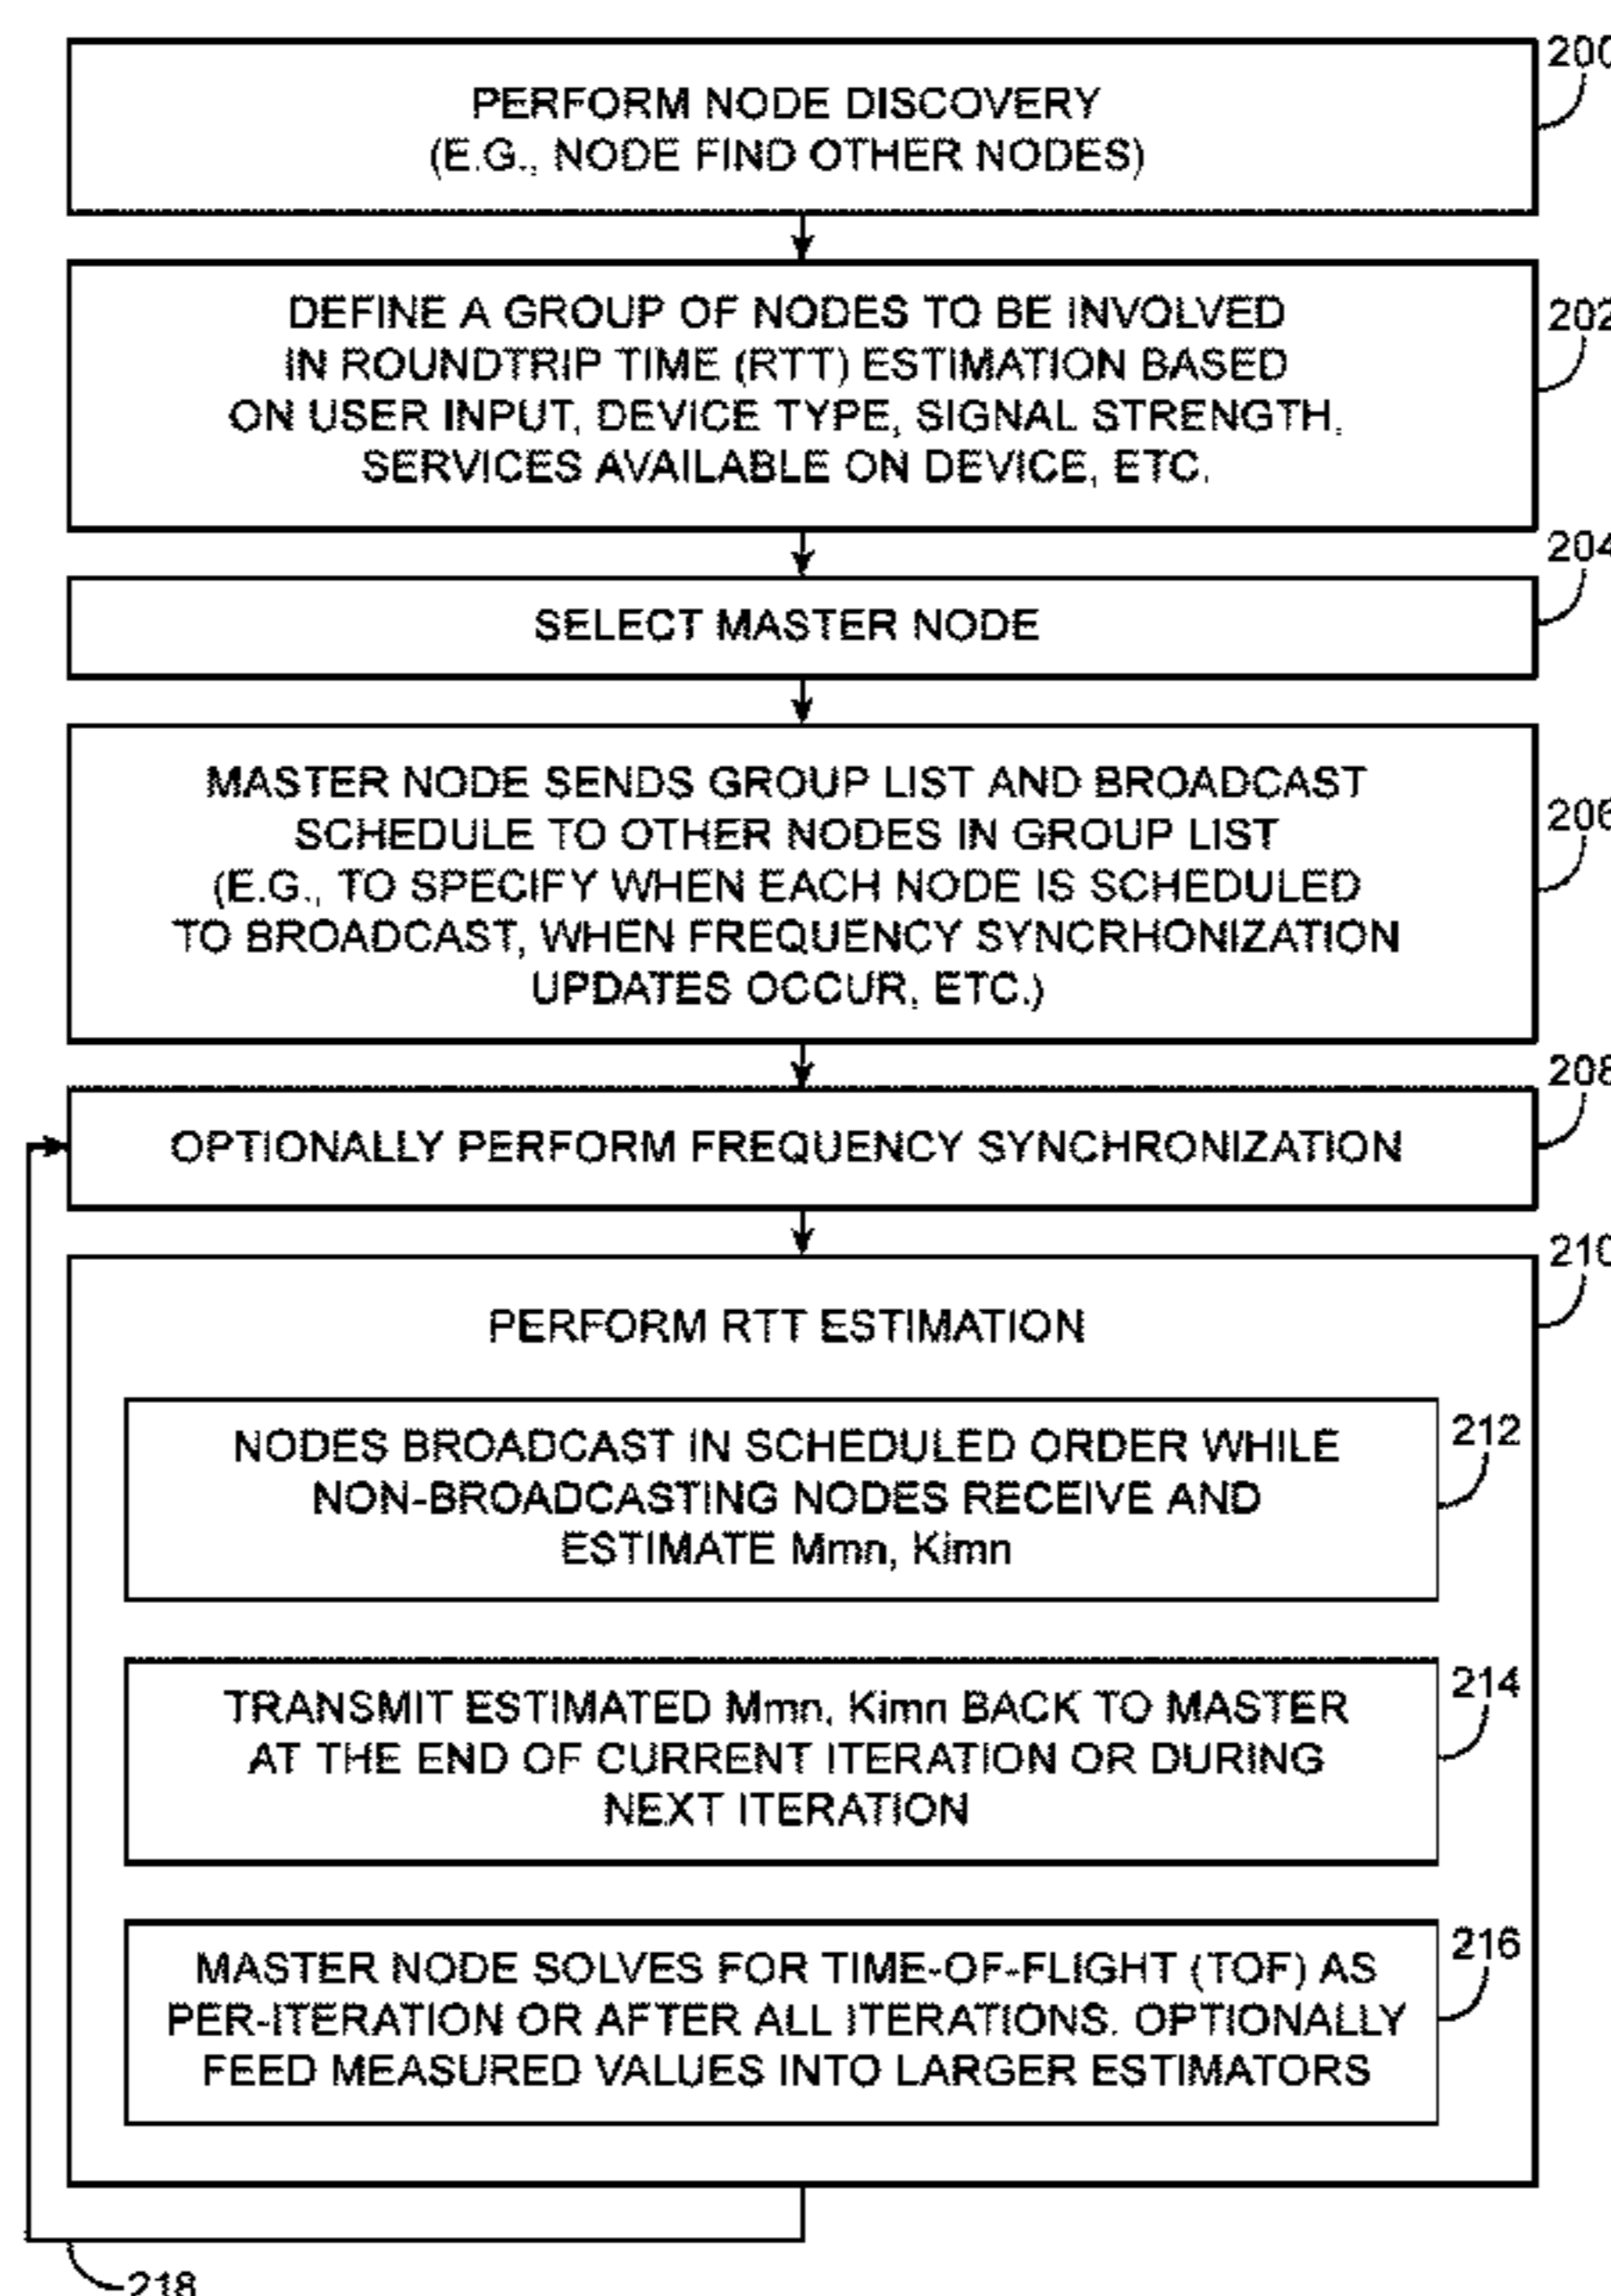 200
PERFORM NODE DISCOVERY
(E.G., NODE FIND OTHER NODES)
202
DEFINE A GROUP OF NODES TO BE INVOLVED
IN ROUNDTRIP TIME (RTT) ESTIMATION BASED
ON USER INPUT, DEVICE TYPE, SIGNAL STRENGTH,
SERVICES AVAILABLE ON DEVICE, ETC.
204
SELECT MASTER NODE
206
MASTER NODE SENDS GROUP LIST AND BROADCAST
SCHEDULE TO OTHER NODES IN GROUP LIST
(E.G., TO SPECIFY WHEN EACH NODE IS SCHEDULED
TO BROADCAST, WHEN FREQUENCY SYNCRHONIZATION
UPDATES OCCUR, ETC.)
208
OPTIONALLY PERFORM FREQUENCY SYNCHRONIZATION
210
PERFORM RTT ESTIMATION
212
NODES BROADCAST IN SCHEDULED ORDER WHILE
NON-BROADCASTING NODES RECEIVE AND
ESTIMATE Mmn, Kimn
214
TRANSMIT ESTIMATED Mmn, Kimn BACK TO MASTER
AT THE END OF CURRENT ITERATION OR DURING
NEXT ITERATION
216
MASTER NODE SOLVES FOR TIME-OF-FLIGHT (TOF) AS
PER-ITERATION OR AFTER ALL ITERATIONS. OPTIONALLY
FEED MEASURED VALUES INTO LARGER ESTIMATORS
218